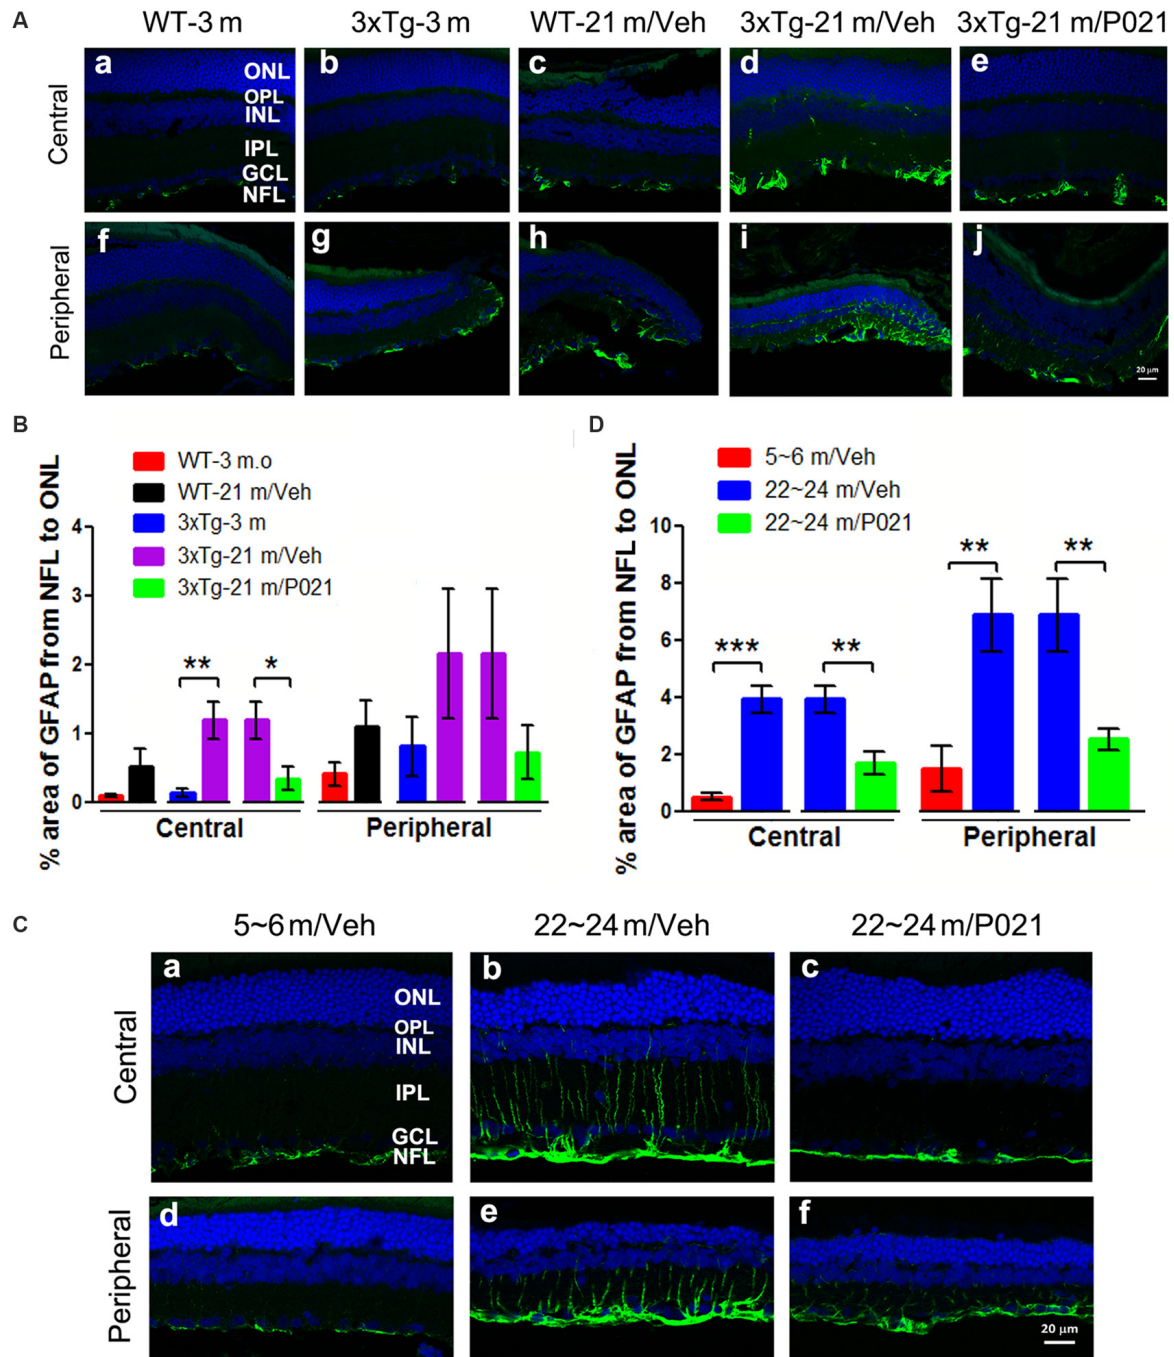 A
WT-3 m
3xTg-3 m
WT-21 m/Veh
3xTg-21 m/Veh
3xTg-21 m/P021
Central
a
b
c
d
e
ONL
OPL
INL
IPL
GCL
NFL
Peripheral
f
g
h
i
j
20 µm
B
% area of GFAP from NFL to ONL
WT-3 m.o
WT-21 m/Veh
3xTg-3 m
3xTg-21 m/Veh
3xTg-21 m/P021
4
3
2
1
0
**
*
Central
Peripheral
D
% area of GFAP from NFL to ONL
5~6 m/Veh
22~24 m/Veh
22~24 m/P021
10
8
6
4
2
0
***
**
**
**
Central
Peripheral
C
5~6 m/Veh
22~24 m/Veh
22~24 m/P021
Central
a
b
c
ONL
OPL
INL
IPL
GCL
NFL
Peripheral
d
e
f
20 µm